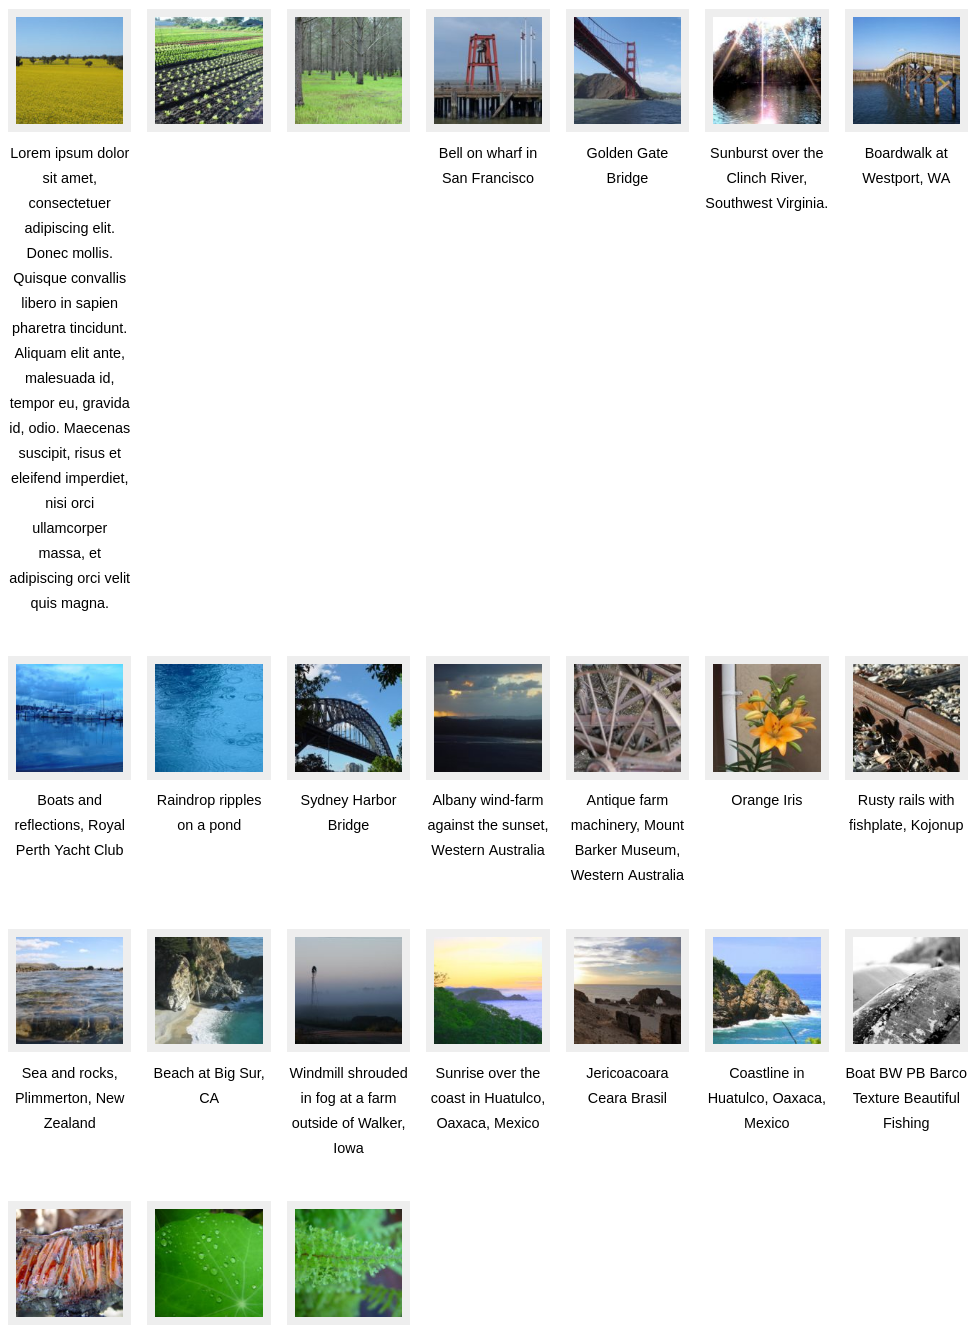 Lorem ipsum dolor
sit amet,
consectetuer
adipiscing elit.
Donec mollis.
Quisque convallis
libero in sapien
pharetra tincidunt.
Aliquam elit ante,
malesuada id,
tempor eu, gravida
id, odio. Maecenas
suscipit, risus et
eleifend imperdiet,
nisi orci
ullamcorper
massa, et
adipiscing orci velit
quis magna.
Bell on wharf in
San Francisco
Golden Gate
Bridge
Sunburst over the
Clinch River,
Southwest Virginia.
Boardwalk at
Westport, WA
Boats and
reflections, Royal
Perth Yacht Club
Raindrop ripples
on a pond
Sydney Harbor
Bridge
Albany wind-farm
against the sunset,
Western Australia
Antique farm
machinery, Mount
Barker Museum,
Western Australia
Orange Iris
Rusty rails with
fishplate, Kojonup
Sea and rocks,
Plimmerton, New
Zealand
Beach at Big Sur,
CA
Windmill shrouded
in fog at a farm
outside of Walker,
Iowa
Sunrise over the
coast in Huatulco,
Oaxaca, Mexico
Jericoacoara
Ceara Brasil
Coastline in
Huatulco, Oaxaca,
Mexico
Boat BW PB Barco
Texture Beautiful
Fishing